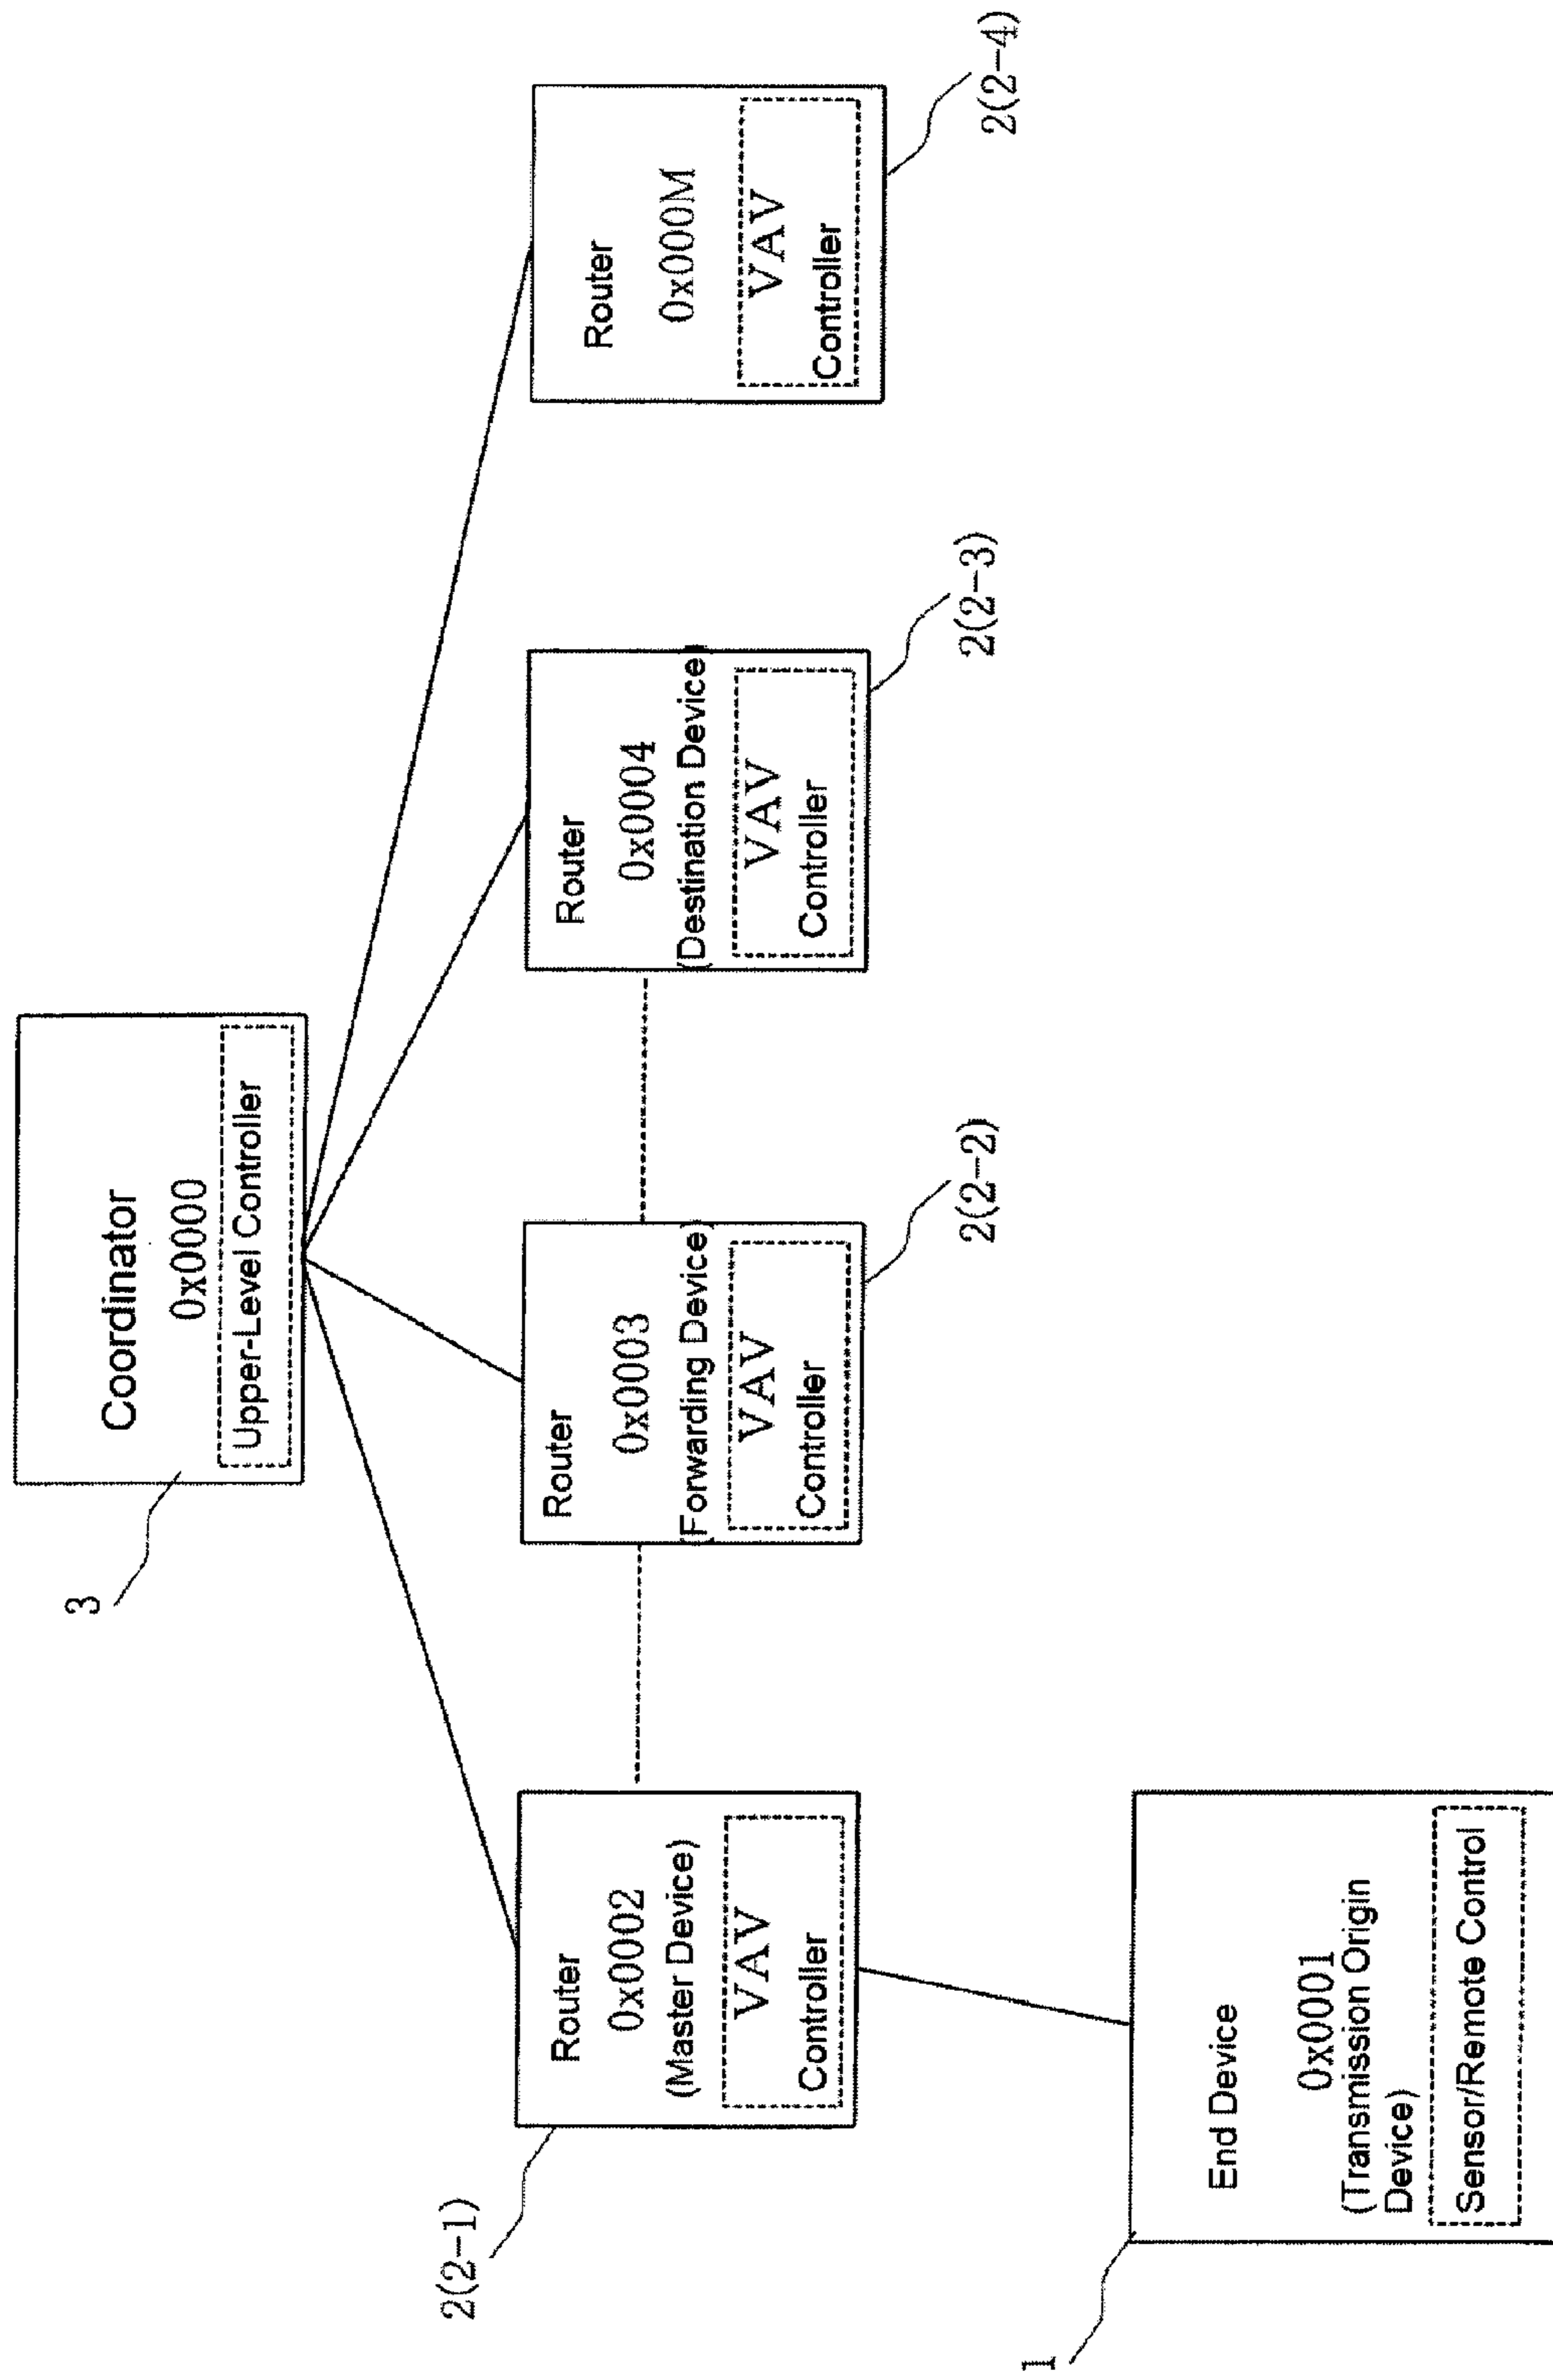 3
Coordinator
0x0000
Upper-Level Controller
2(2-1)
Router
0x0002
(Master Device)
VAV
Controller
Router
0x0003
(Forwarding Device)
VAV
Controller
2(2-2)
Router
0x0004
(Destination Device)
VAV
Controller
2(2-3)
Router
0x000M
VAV
Controller
2(2-4)
1
End Device
0x0001
(Transmission Origin
Device)
Sensor/Remote Control